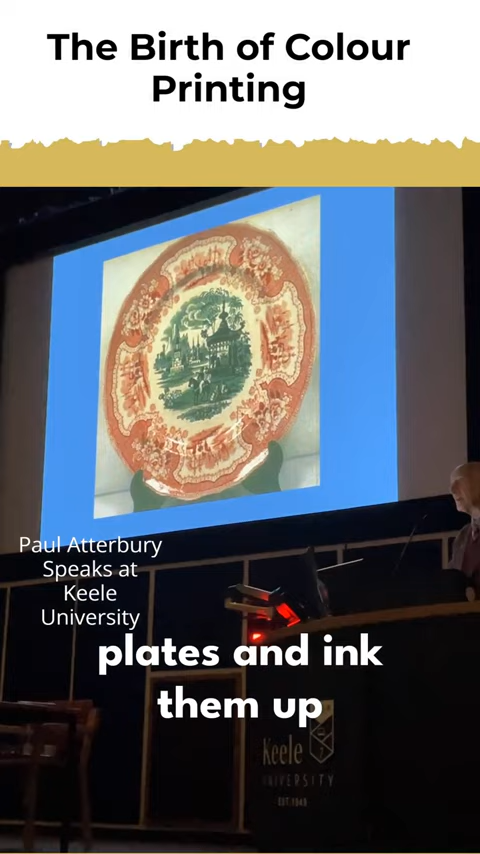 The Birth of Colour
Printing
Paul Atterbury
Speaks at
Keele
University
plates and ink
them up
Keele
UNIVERSITY
EST.1949